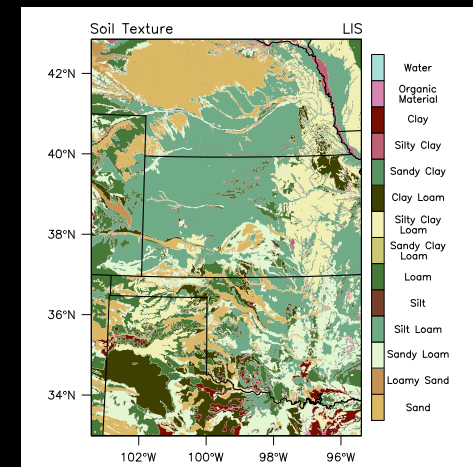 Soil Texture LIS
42°N
40°N
38°N
36°N
34°N
102°W 100°W 98°W 96°W
Water
Organic
Material
Clay
Silty Clay
Sandy Clay
Clay Loam
Silty Clay
Loam
Sandy Clay
Loam
Loam
Silt
Silt Loam
Sandy Loam
Loamy Sand
Sand